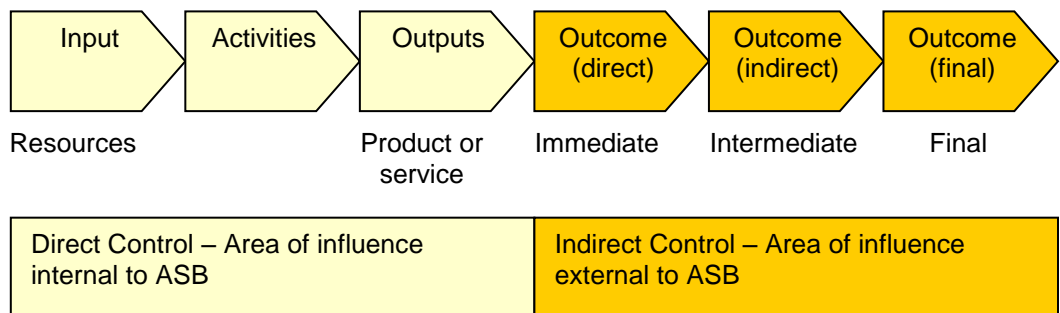 Input
Activities
Outputs
Outcome
(direct)
Outcome
(indirect)
Outcome
(final)
Resources
Product or
service
Immediate
Intermediate
Final
Direct Control – Area of influence
internal to ASB
Indirect Control – Area of influence
external to ASB